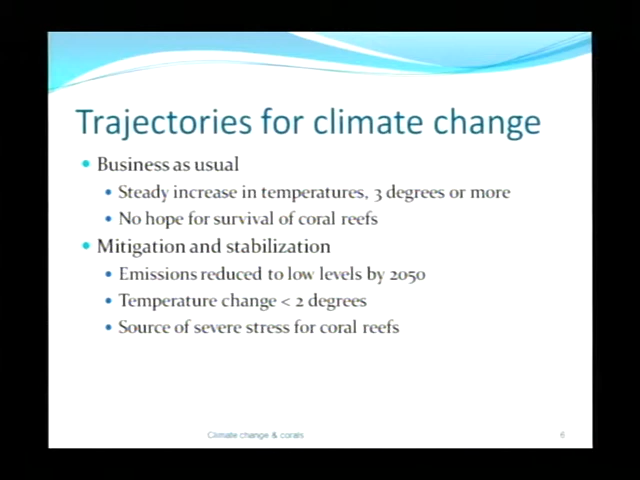 Trajectories for climate change
Business as usual
Steady increase in temperatures, 3 degrees or more
No hope for survival of coral reefs
Mitigation and stabilization
Emissions reduced to low levels by 2050
Temperature change < 2 degrees
Source of severe stress for coral reefs
Climate change & corals
6